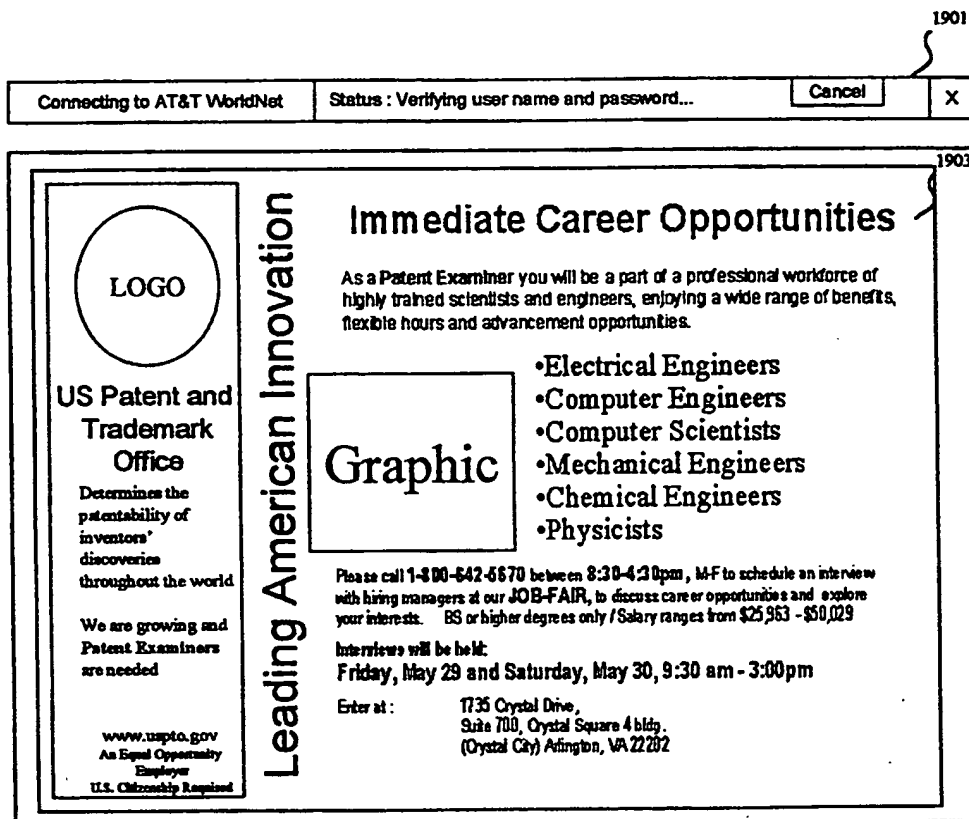 1901
Connecting to AT&T WorldNet
Status : Verifying user name and password...
Cancel
X
1903
LOGO
US Patent and
Trademark
Office
Determines the
patentability of
inventors'
discoveries
throughout the world
We are growing and
Patent Examiners
are needed
www.uspto.gov
An Equal Opportunity
Employer
U.S. Citizenship Required
Leading American Innovation
Immediate Career Opportunities
As a Patent Examiner you will be a part of a professional workforce of
highly trained scientists and engineers, enjoying a wide range of benefits,
flexible hours and advancement opportunities.
Graphic
•Electrical Engineers
•Computer Engineers
•Computer Scientists
•Mechanical Engineers
•Chemical Engineers
•Physicists
Please call between 8:30-4:30pm, M-F to schedule an interview
with hiring managers at our JOB-FAIR, to discuss career opportunities and explore
your interests. BS or higher degrees only / Salary ranges from
Interviews will be held:
Friday, May 29 and Saturday, May 30, 9:30 am - 3:00pm
Enter at :
1735 Crystal Drive,
Suite 700, Crystal Square 4 bldg.
(Crystal City) Arlington, VA 22202